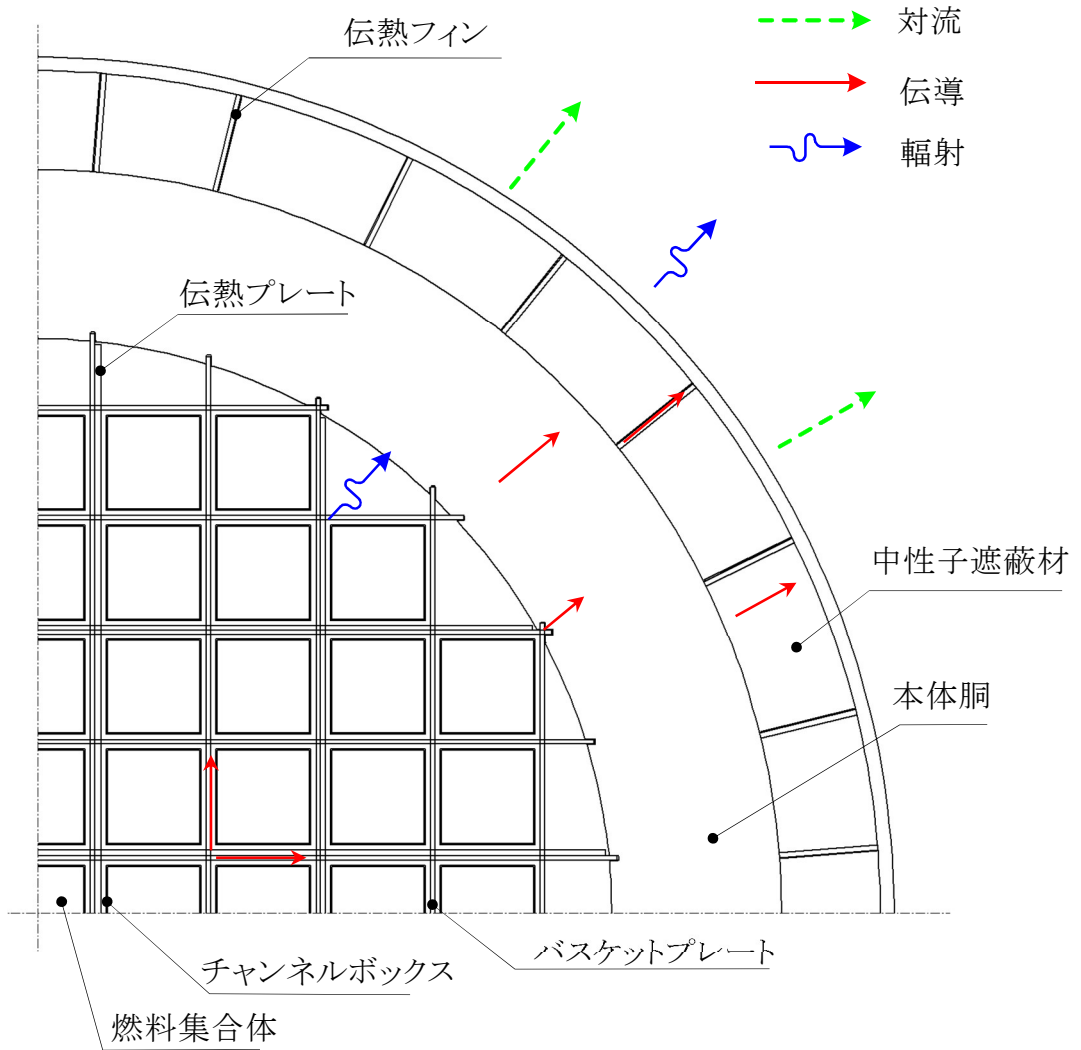 伝熱フィン
対流
伝導
輻射
伝熱プレート
中性子遮蔽材
本体胴
バスケットプレート
チャンネルボックス
燃料集合体